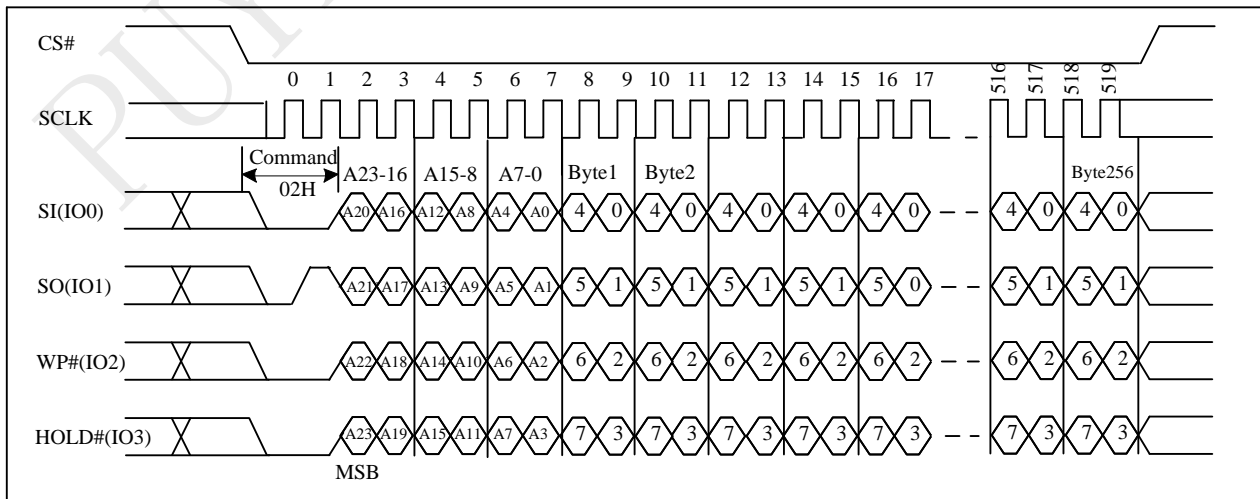 PUY
CS#
0 1 2 3 4 5 6 7 8 9 10 11 12 13 14 15 16 17 516 517 518 519
SCLK
Command
02H
A23-16 A15-8 A7-0 Byte1 Byte2 Byte256
SI(IO0) A20 A16 A12 A8 A4 A0 4 0 4 0 4 0 4 0 4 0 4 0 4 0
SO(IO1) A21 A17 A13 A9 A5 A1 5 1 5 1 5 1 5 1 5 0 5 1 5 1
WP#(IO2) A22 A18 A14 A10 A6 A2 6 2 6 2 6 2 6 2 6 2 6 2 6 2
HOLD#(IO3) A23 A19 A15 A11 A7 A3 7 3 7 3 7 3 7 3 7 3 7 3 7 3
MSB